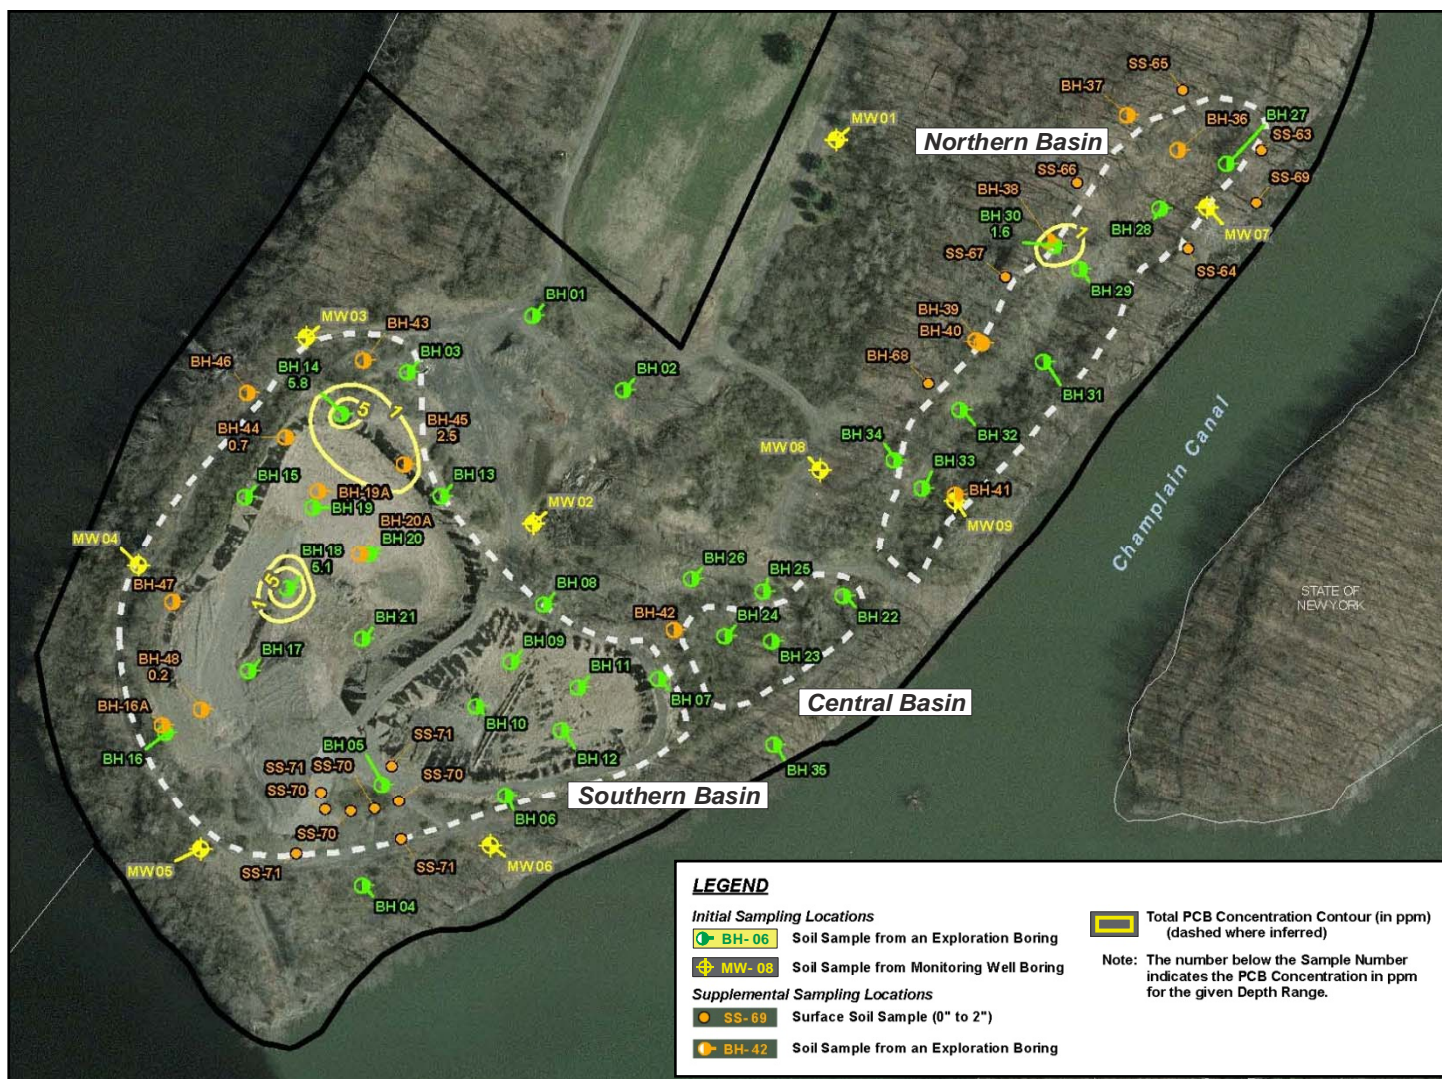 SS-65
BH-37
BH 27
MW 01
BH-36
Northern Basin
SS-63
SS-66
SS-69
BH-38
BH 30
1.6
1
BH 28
MW 07
SS-67
SS-64
BH 29
BH 01
MW 03
BH-43
BH-39
BH-40
BH 03
BH-46
BH 14
5.8
BH-68
BH 02
BH 31
5
1
BH-45
2.5
BH-44
0.7
BH 32
BH 34
MW 08
BH 15
BH 13
BH 33
BH-19A
BH-41
BH 19
MW 02
MW 09
BH-20A
Champlain Canal
MW 04
BH 18
5.1
BH 20
BH-47
5
1
BH 26
BH 25
BH 08
STATE OF
NEW YORK
BH-42
BH 24
BH 22
BH 21
BH 09
BH 23
BH-48
0.2
BH 17
BH 11
BH 07
Central Basin
BH-16A
BH 10
BH 16
BH 05
SS-71
BH 12
SS-71
SS-70
SS-70
BH 35
SS-70
Southern Basin
BH 06
SS-70
MW 05
SS-71
SS-71
MW 06
BH 04
LEGEND
Initial Sampling Locations
BH- 06 Soil Sample from an Exploration Boring
MW- 08 Soil Sample from Monitoring Well Boring
Supplemental Sampling Locations
SS- 69 Surface Soil Sample (0" to 2")
BH- 42 Soil Sample from an Exploration Boring
Total PCB Concentration Contour (in ppm)
(dashed where inferred)
Note: The number below the Sample Number
indicates the PCB Concentration in ppm
for the given Depth Range.